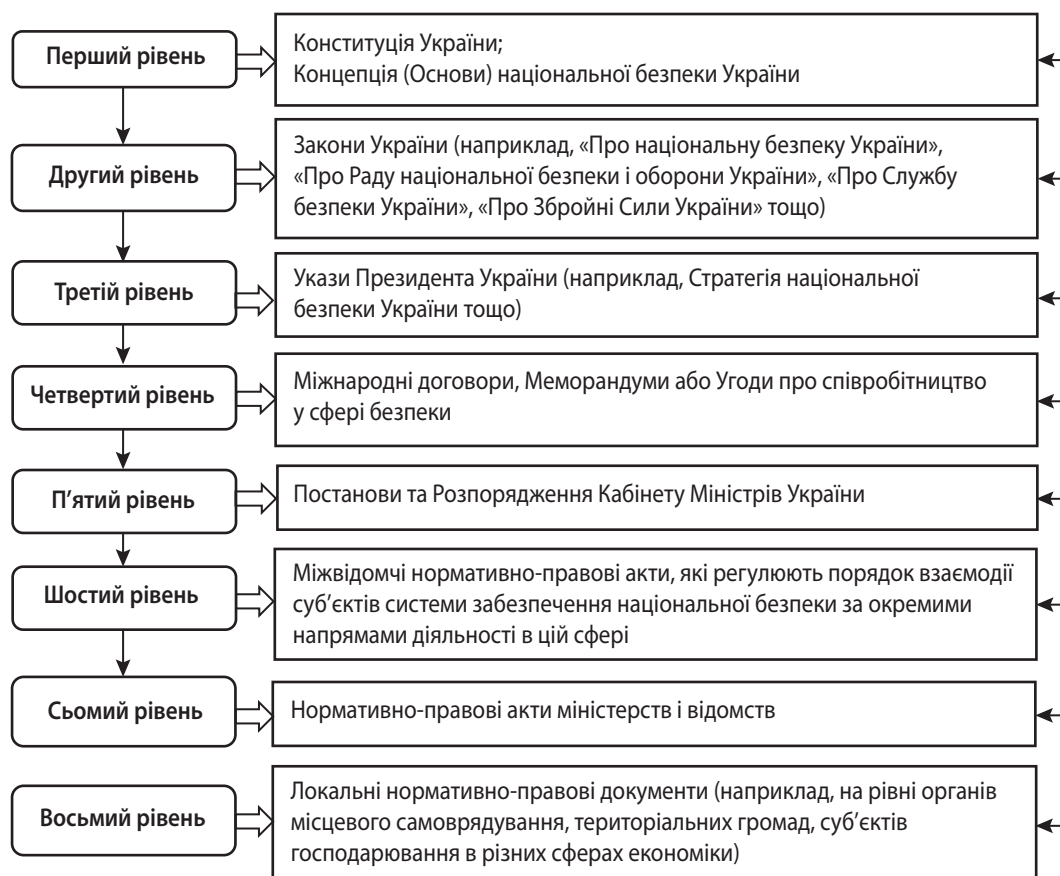 Перший рівень
Конституція України;
Концепція (Основи) національної безпеки України
Другий рівень
Закони України (наприклад, «Про національну безпеку України»,
«Про Раду національної безпеки і оборони України», «Про Службу
безпеки України», «Про Збройні Сили України» тощо)
Третій рівень
Укази Президента України (наприклад, Стратегія національної
безпеки України тощо)
Четвертий рівень
Міжнародні договори, Меморандуми або Угоди про співробітництво
у сфері безпеки
П’ятий рівень
Постанови та Розпорядження Кабінету Міністрів України
Шостий рівень
Міжвідомчі нормативно-правові акти, які регулюють порядок взаємодії
суб’єктів системи забезпечення національної безпеки за окремими
напрямами діяльності в цій сфері
Сьомий рівень
Нормативно-правові акти міністерств і відомств
Восьмий рівень
Локальні нормативно-правові документи (наприклад, на рівні органів
місцевого самоврядування, територіальних громад, суб’єктів
господарювання в різних сферах економіки)